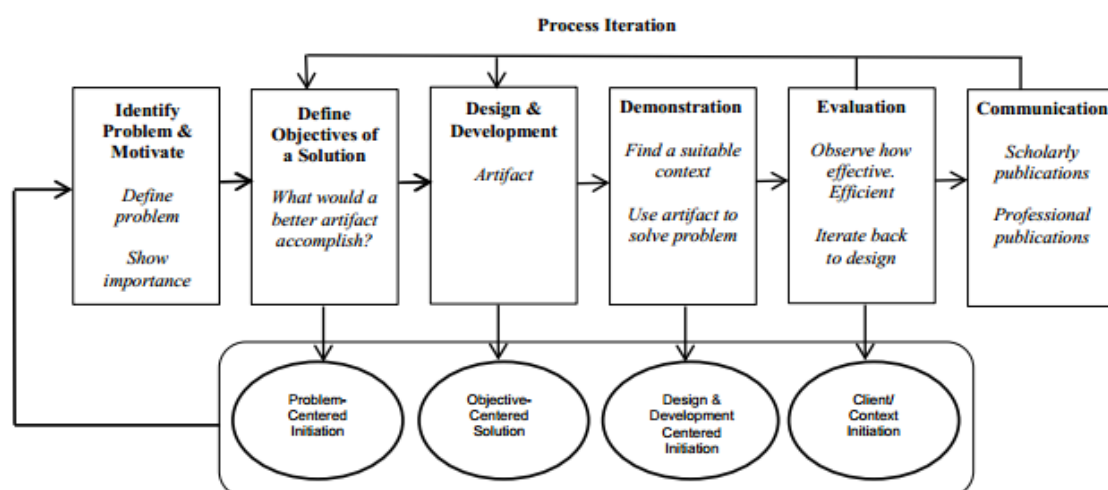 Process Iteration
Identify
Problem &
Motivate
Define
problem
Show
importance
Define
Objectives of
a Solution
What would a
better artifact
accomplish?
Design &
Development
Artifact
Demonstration
Find a suitable
context
Use artifact to
solve problem
Evaluation
Observe how
effective.
Efficient
Iterate back
to design
Communication
Scholarly
publications
Professional
publications
Problem-
Centered
Initiation
Objective-
Centered
Solution
Design &
Development
Centered
Initiation
Client/
Context
Initiation